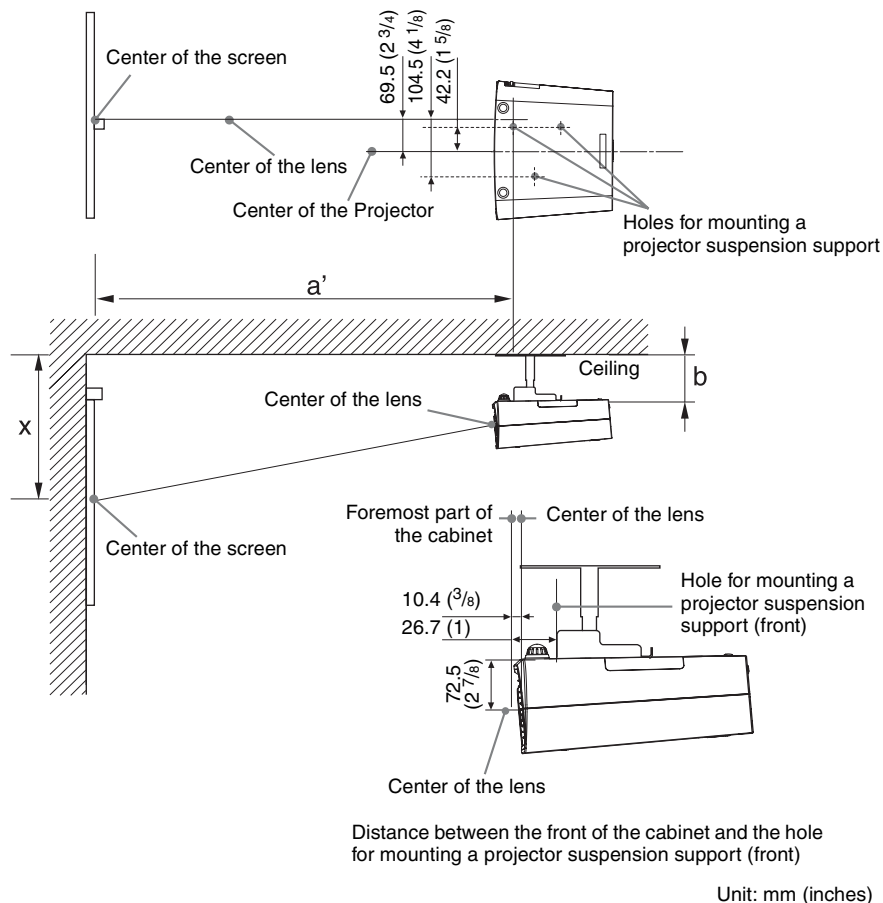 Center of the screen
69.5 (2 3/4)
104.5 (4 1/8)
42.2 (1 5/8)
Center of the lens
Center of the Projector
Holes for mounting a
projector suspension support
a’
Ceiling
b
x
Center of the lens
Center of the screen
Foremost part of
the cabinet
Center of the lens
10.4 (3/8)
26.7 (1)
Hole for mounting a
projector suspension
support (front)
72.5
(2 7/8)
Center of the lens
Distance between the front of the cabinet and the hole
for mounting a projector suspension support (front)
Unit: mm (inches)